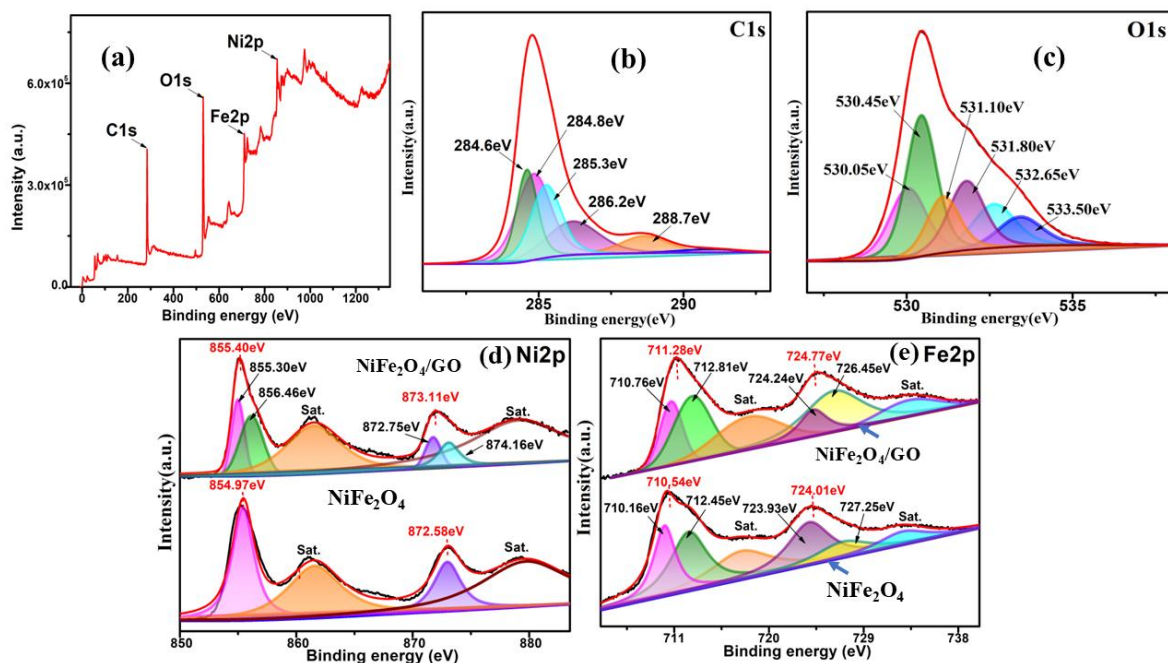 (a)
Ni2p
O1s
Fe2p
C1s
6.0x10⁵
3.0x10⁵
0.0
Intensity (a.u.)
0 200 400 600 800 1000 1200
Binding energy (eV)
C1s
(b)
284.6eV
284.8eV
285.3eV
286.2eV
288.7eV
Intensity(a.u.)
285 290
Binding energy(eV)
O1s
(c)
530.45eV
531.10eV
531.80eV
530.05eV
532.65eV
533.50eV
Intensity(a.u.)
530 535
Binding energy(eV)
(d) Ni2p
855.40eV
855.30eV
856.46eV
NiFe₂O₄/GO
Sat.
873.11eV
Sat.
872.75eV
874.16eV
854.97eV
NiFe₂O₄
Sat.
872.58eV
Sat.
Intensity(a.u.)
850 860 870 880
Binding energy (eV)
(e) Fe2p
711.28eV
712.81eV
710.76eV
Sat.
724.77eV
724.24eV
726.45eV
Sat.
NiFe₂O₄/GO
710.54eV
710.16eV
712.45eV
Sat.
724.01eV
723.93eV
727.25eV
Sat.
NiFe₂O₄
Intensity(a.u.)
711 720 729 738
Binding energy (eV)